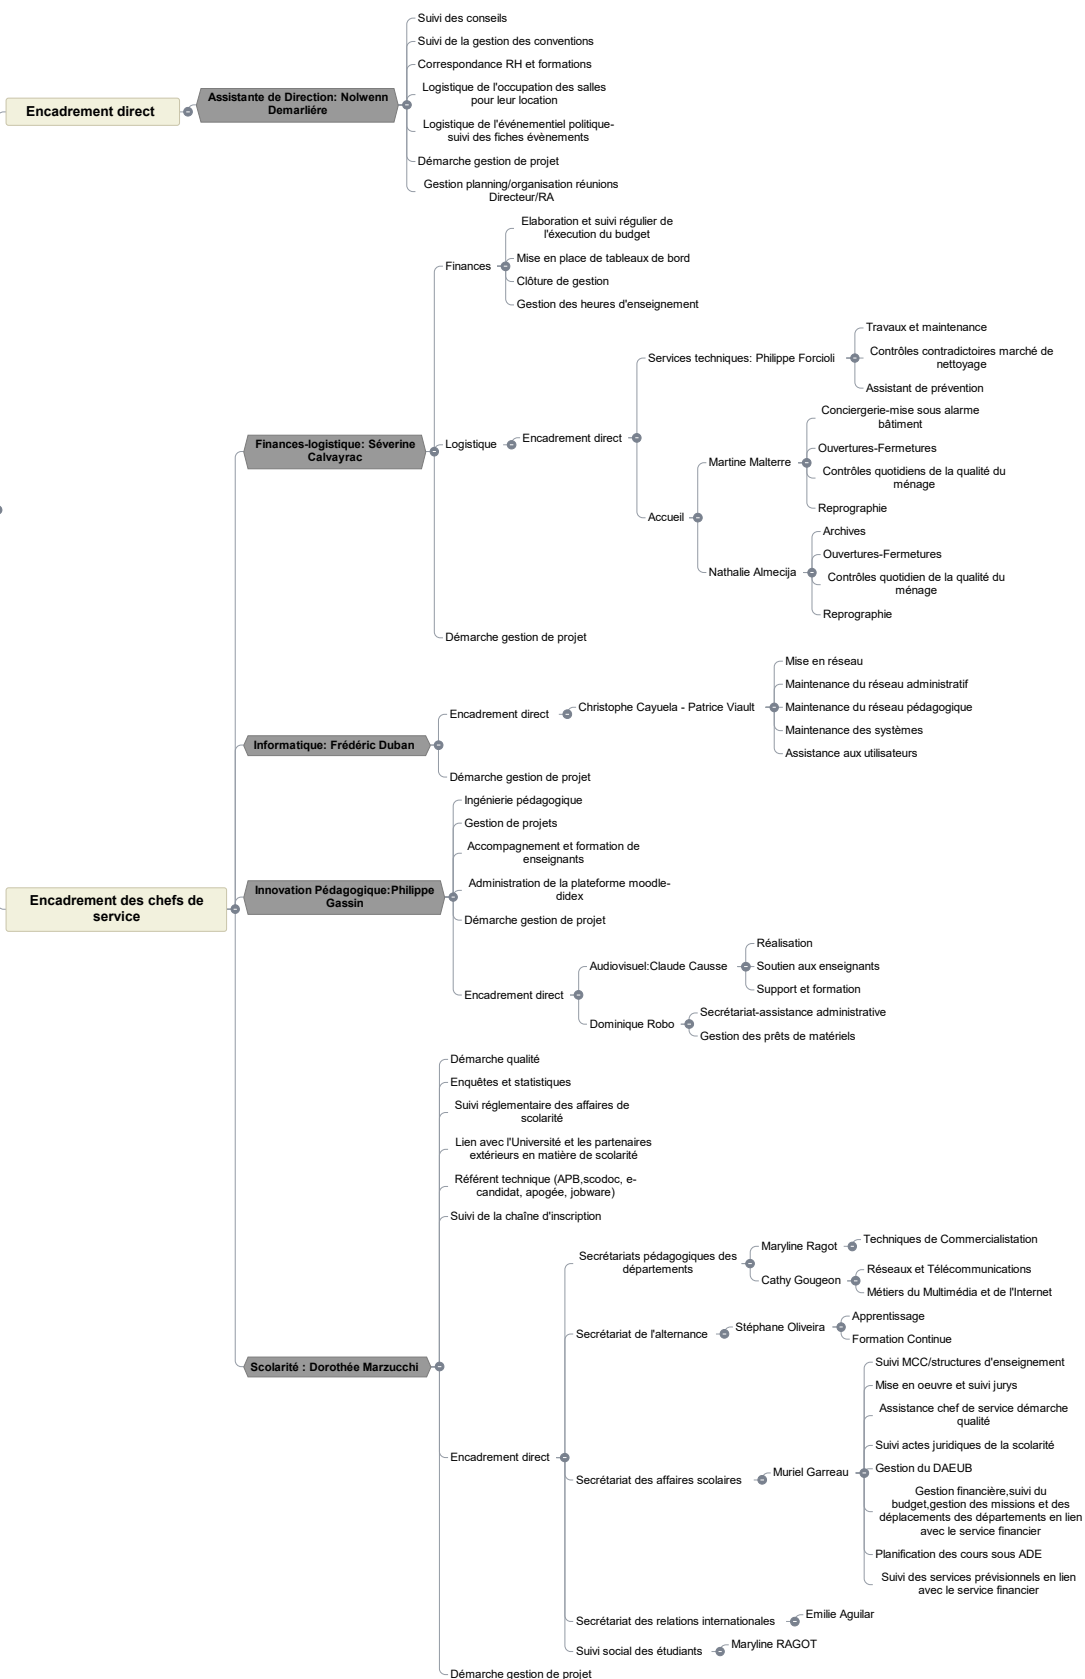 Suivi des conseils
Suivi de la gestion des conventions
Correspondance RH et formations
Logistique de l'occupation des salles
pour leur location
Encadrement direct
Assistante de Direction: Nolwenn
Demarliére
Logistique de l'événementiel politique-
suivi des fiches évènements
Démarche gestion de projet
Gestion planning/organisation réunions
Directeur/RA
Elaboration et suivi régulier de
l'éxecution du budget
Finances
Mise en place de tableaux de bord
Clôture de gestion
Gestion des heures d'enseignement
Travaux et maintenance
Services techniques: Philippe Forcioli
Contrôles contradictoires marché de
nettoyage
Assistant de prévention
Conciergerie-mise sous alarme
bâtiment
Finances-logistique: Séverine
Calvayrac
Logistique
Encadrement direct
Ouvertures-Fermetures
Martine Malterre
Contrôles quotidiens de la qualité du
ménage
Reprographie
Accueil
Archives
Ouvertures-Fermetures
Nathalie Almecija
Contrôles quotidien de la qualité du
ménage
Reprographie
Démarche gestion de projet
Mise en réseau
Maintenance du réseau administratif
Encadrement direct
Christophe Cayuela - Patrice Viault
Maintenance du réseau pédagogique
Maintenance des systèmes
Informatique: Frédéric Duban
Assistance aux utilisateurs
Démarche gestion de projet
Ingénierie pédagogique
Gestion de projets
Accompagnement et formation de
enseignants
Encadrement des chefs de
service
Innovation Pédagogique:Philippe
Gassin
Administration de la plateforme moodle-
didex
Démarche gestion de projet
Réalisation
Audiovisuel:Claude Causse
Soutien aux enseignants
Support et formation
Encadrement direct
Secrétariat-assistance administrative
Dominique Robo
Gestion des prêts de matériels
Démarche qualité
Enquêtes et statistiques
Suivi réglementaire des affaires de
scolarité
Lien avec l'Université et les partenaires
extérieurs en matière de scolarité
Référent technique (APB,scodoc, e-
candidat, apogée, jobware)
Suivi de la chaîne d'inscription
Secrétariats pédagogiques des
départements
Maryline Ragot
Techniques de Commercialistation
Cathy Gougeon
Réseaux et Télécommunications
Métiers du Multimédia et de l'Internet
Secrétariat de l'alternance
Stéphane Oliveira
Apprentissage
Formation Continue
Scolarité : Dorothée Marzucchi
Suivi MCC/structures d'enseignement
Mise en oeuvre et suivi jurys
Assistance chef de service démarche
qualité
Suivi actes juridiques de la scolarité
Encadrement direct
Secrétariat des affaires scolaires
Muriel Garreau
Gestion du DAEUB
Gestion financière,suivi du
budget,gestion des missions et des
déplacements des départements en lien
avec le service financier
Planification des cours sous ADE
Suivi des services prévisionnels en lien
avec le service financier
Secrétariat des relations internationales
Emilie Aguilar
Suivi social des étudiants
Maryline RAGOT
Démarche gestion de projet